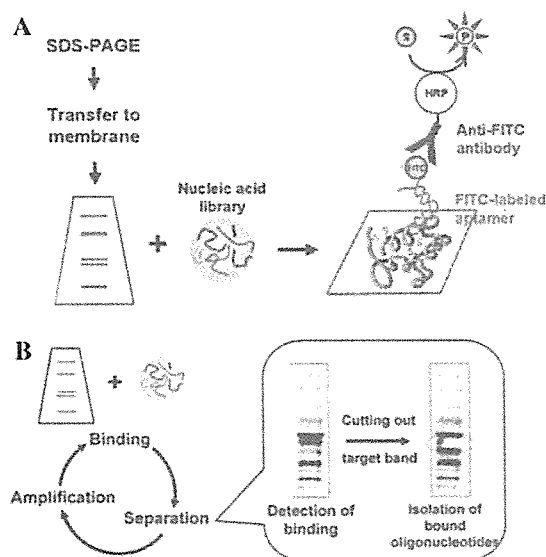 A
SDS-PAGE
Transfer to
membrane
Nucleic acid
library
+
S
P
HRP
Anti-FITC
antibody
FITC
FITC-labeled
aptamer
B
+
Binding
Amplification
Separation
Cutting out
target band
Detection of
binding
Isolation of
bound
oligonucleotides